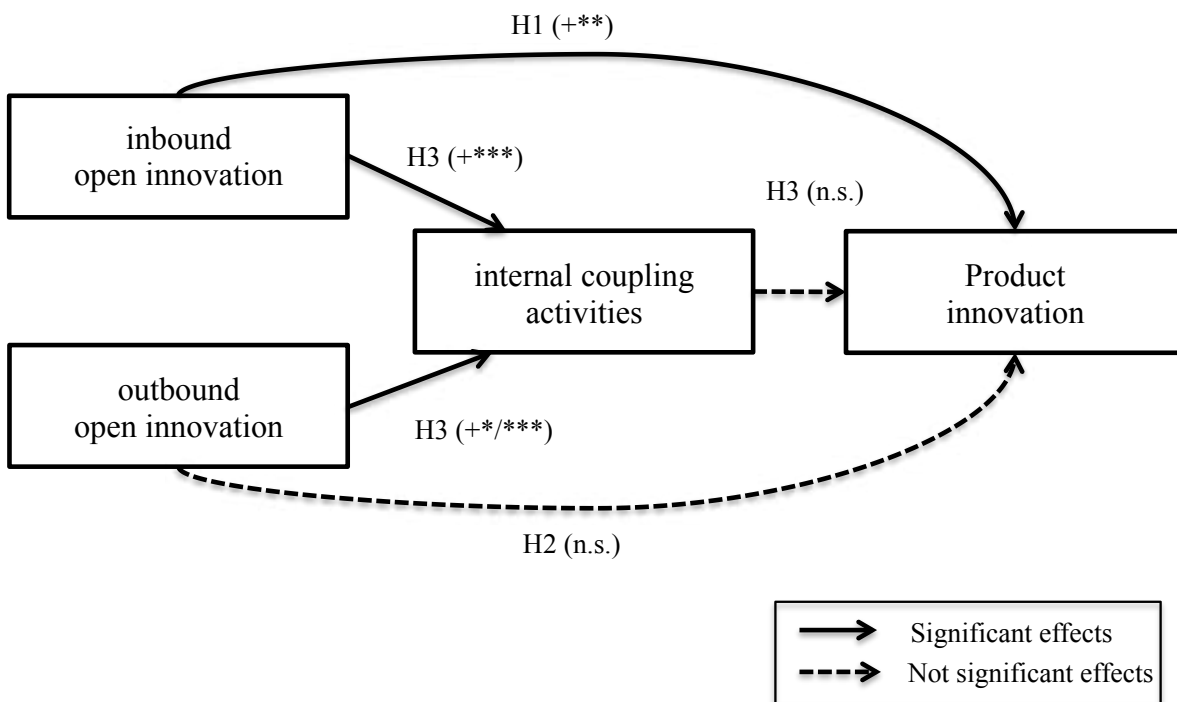 H1 (+**)
inbound
open innovation
H3 (+***)
H3 (n.s.)
internal coupling
activities
Product
innovation
outbound
open innovation
H3 (+*/***)
H2 (n.s.)
Significant effects
Not significant effects